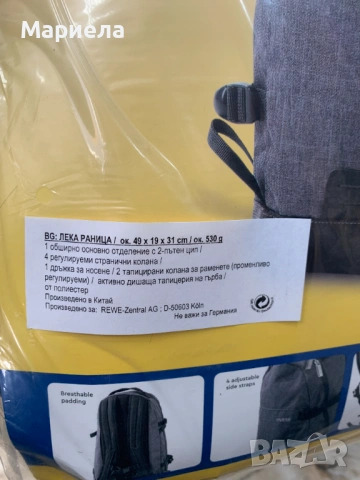 Мариела
BG: ЛЕКА РАНИЦА / ок. 49 x 19 x 31 cm / ок. 530 g
1 обширно основно отделение с 2-пътен цип /
4 регулируеми странични колана /
1 дръжка за носене / 2 тапицирани колана за раменете (променливо
регулируеми) / активно дишаща тапицерия на гърба /
от полиестер
Произведено в Китай
Произведено за: REWE-Zentral AG ; D-50603 Köln
Не важи за Германия
Breathable
padding
4 adjustable
side straps
bazar